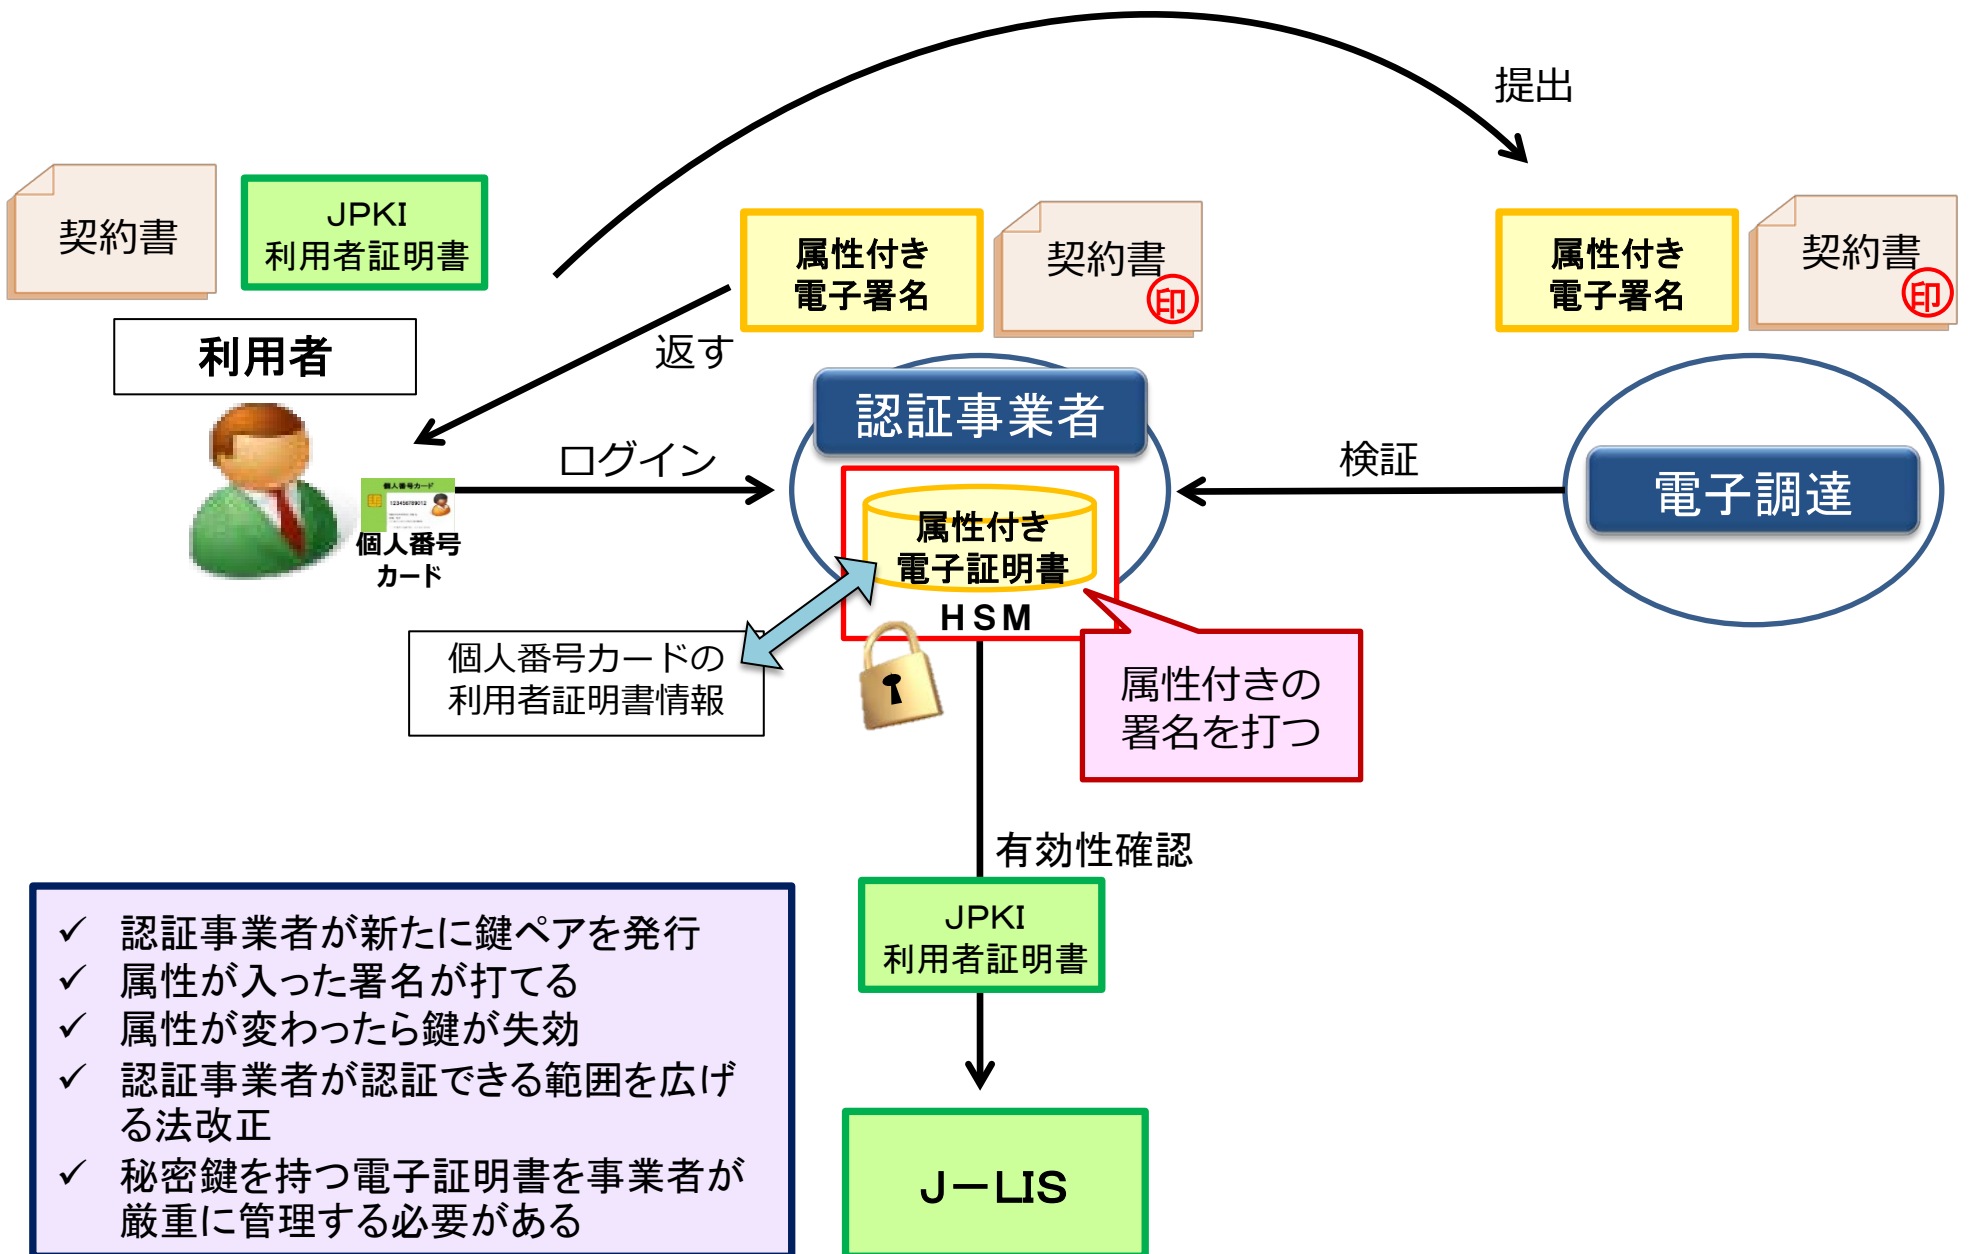 提出
契約書
JPKI
利用者証明書
属性付き
電子署名
契約書
印
属性付き
電子署名
契約書
印
利用者
返す
認証事業者
ログイン
検証
電子調達
個人番号カード
123456789012
個人番号
カード
属性付き
電子証明書
HSM
個人番号カードの
利用者証明書情報
属性付きの
署名を打つ
有効性確認
JPKI
利用者証明書
J－LIS
✓ 認証事業者が新たに鍵ペアを発行
✓ 属性が入った署名が打てる
✓ 属性が変わったら鍵が失効
✓ 認証事業者が認証できる範囲を広げ
る法改正
✓ 秘密鍵を持つ電子証明書を事業者が
厳重に管理する必要がある